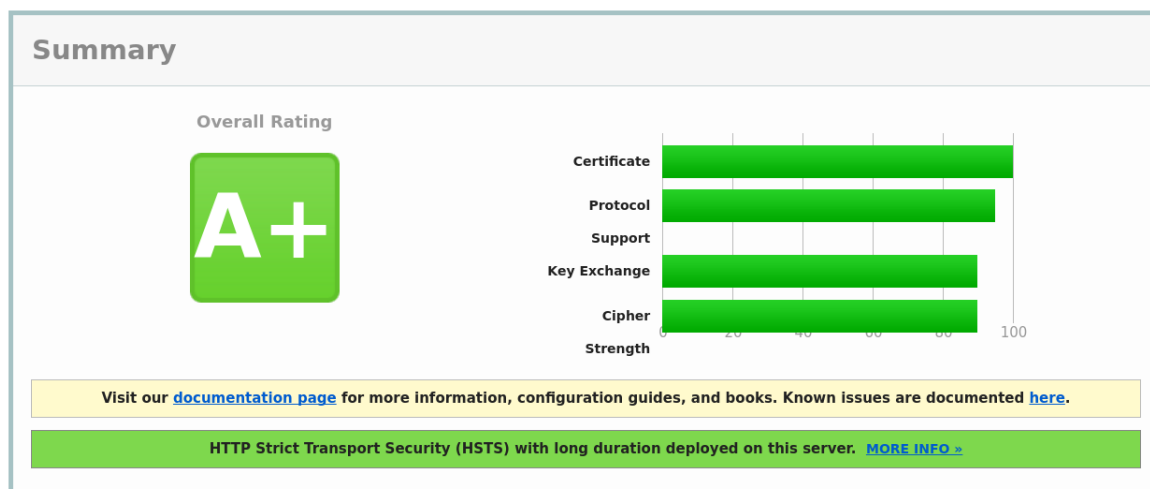 Summary
Overall Rating
A+
Certificate
Protocol
Support
Key Exchange
Cipher
Strength
0 20 40 60 80 100
Visit our documentation page for more information, configuration guides, and books. Known issues are documented here.
HTTP Strict Transport Security (HSTS) with long duration deployed on this server. MORE INFO »